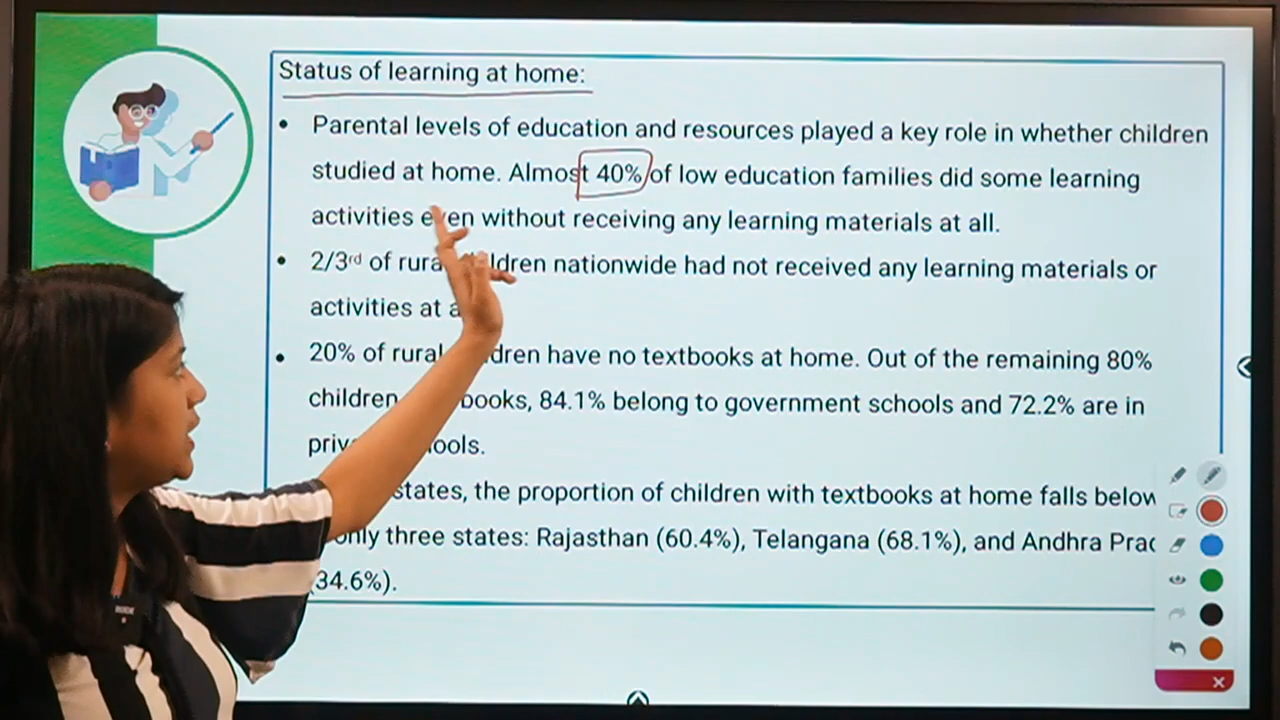 Status of learning at home:
• Parental levels of education and resources played a key role in whether children
studied at home. Almost 40% of low education families did some learning
activities even without receiving any learning materials at all.
• 2/3rd of rural children nationwide had not received any learning materials or
activities at
• 20% of rural children have no textbooks at home. Out of the remaining 80%
children books, 84.1% belong to government schools and 72.2% are in
states, the proportion of children with textbooks at home falls below
only three states: Rajasthan (60.4%), Telangana (68.1%), and Andhra
(34.6%).